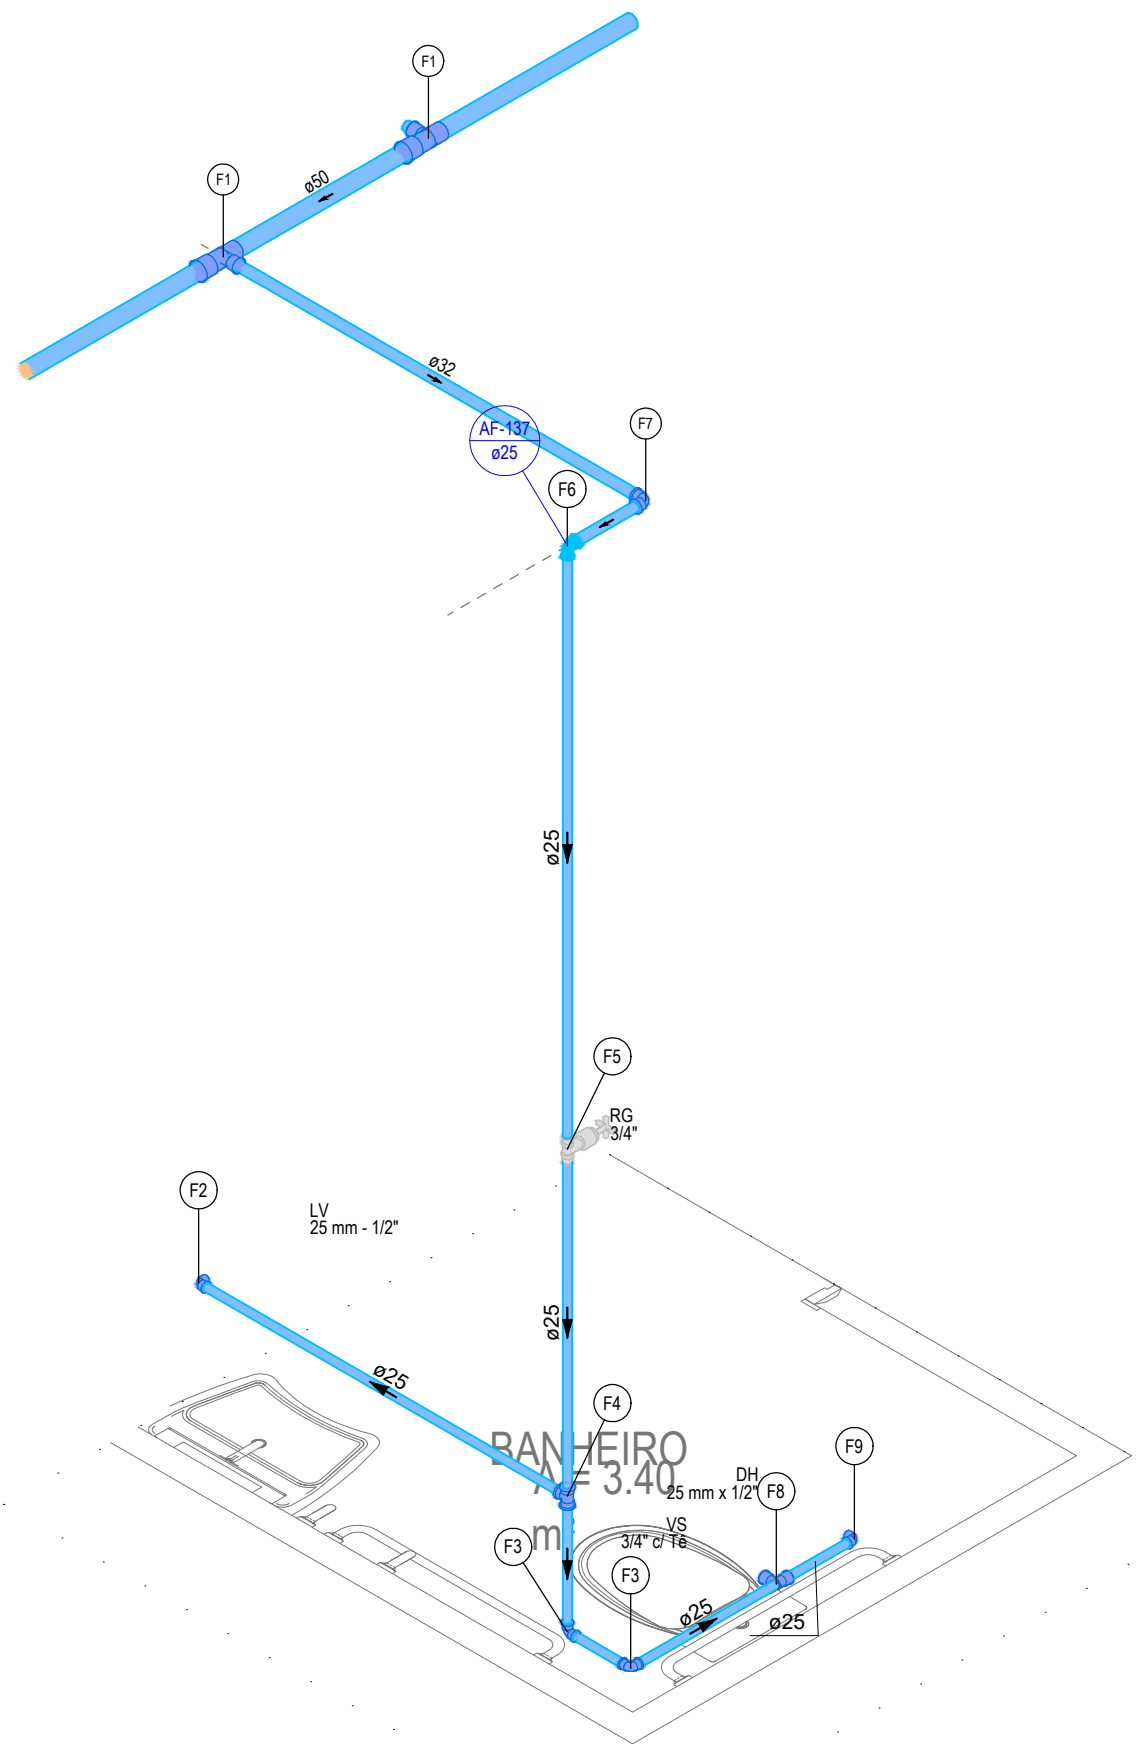 F1
F1
ø50
ø32
AF-137
ø25
F7
F6
ø25
F5
RG
3/4"
F2
LV
25 mm - 1/2"
ø25
ø25
F4
BANHEIRO
A = 3.40
m²
F9
DH
25 mm x 1/2"
F8
VS
3/4" c/ Tê
F3
F3
ø25
ø25